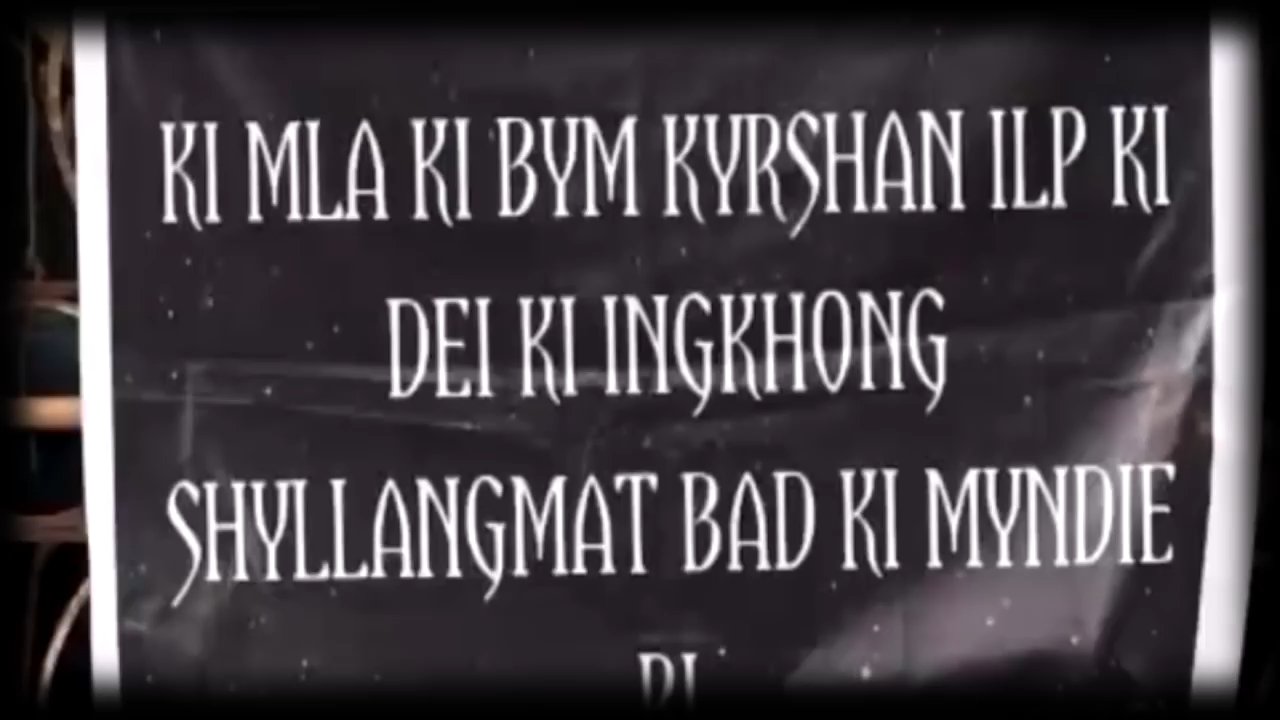 KI MLA KI BYM KYRSHAN ILP KI
DEI KI INGKHONG
SHYLLANGMAT BAD KI MYNDIE